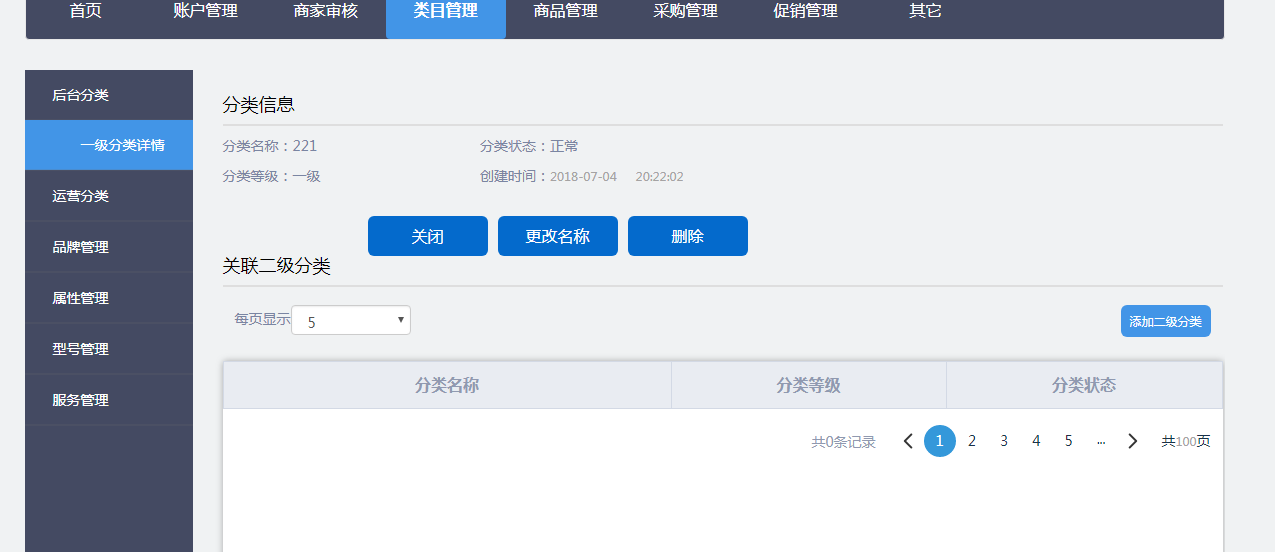 首页 账户管理 商家审核 类目管理 商品管理 采购管理 促销管理 其它
后台分类
一级分类详情
运营分类
品牌管理
属性管理
型号管理
服务管理
分类信息
分类名称：221 分类状态：正常
分类等级：一级 创建时间：2018-07-04 20:22:02
关闭 更改名称 删除
关联二级分类
每页显示 5 添加二级分类
分类名称 分类等级 分类状态
共0条记录 1 2 3 4 5 ... 共100页